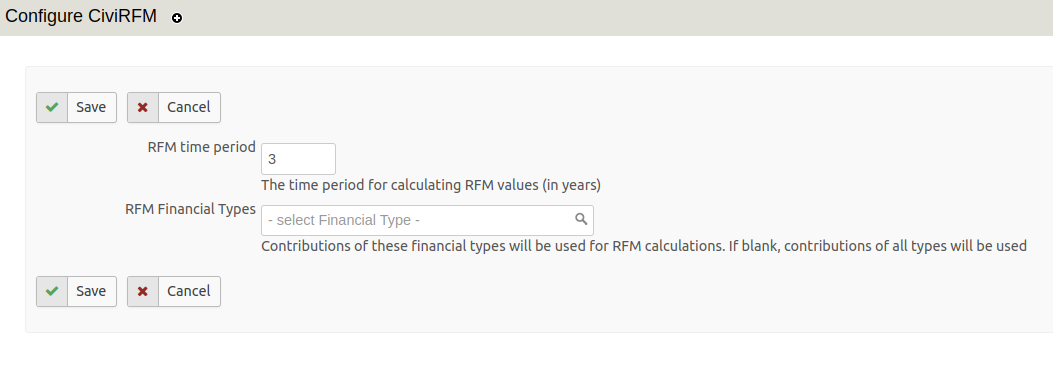 Configure CiviRFM
Save Cancel
RFM time period 3
The time period for calculating RFM values (in years)
RFM Financial Types - select Financial Type -
Contributions of these financial types will be used for RFM calculations. If blank, contributions of all types will be used
Save Cancel